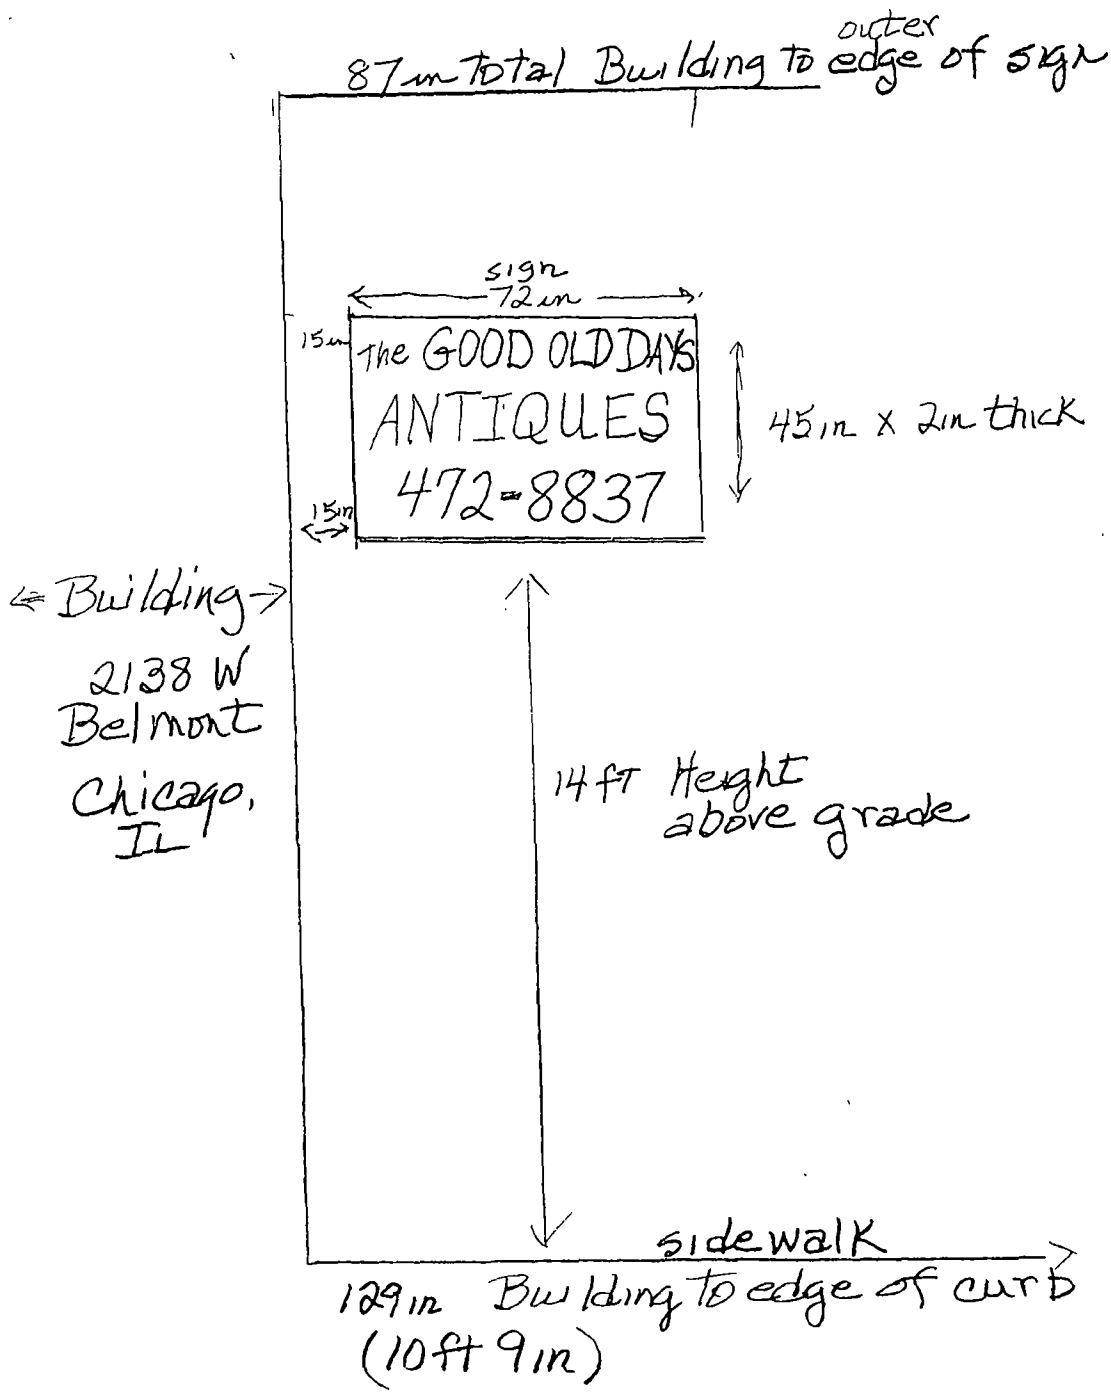 outer
87 in Total Building to edge of sign
sign
72 in
15 in
The GOOD OLD DAYS
ANTIQUES
472-8837
45 in x 2 in thick
15 in
Building
2138 W
Belmont
Chicago,
IL
14 ft Height
above grade
sidewalk
129 in Building to edge of curb
(10 ft 9 in)